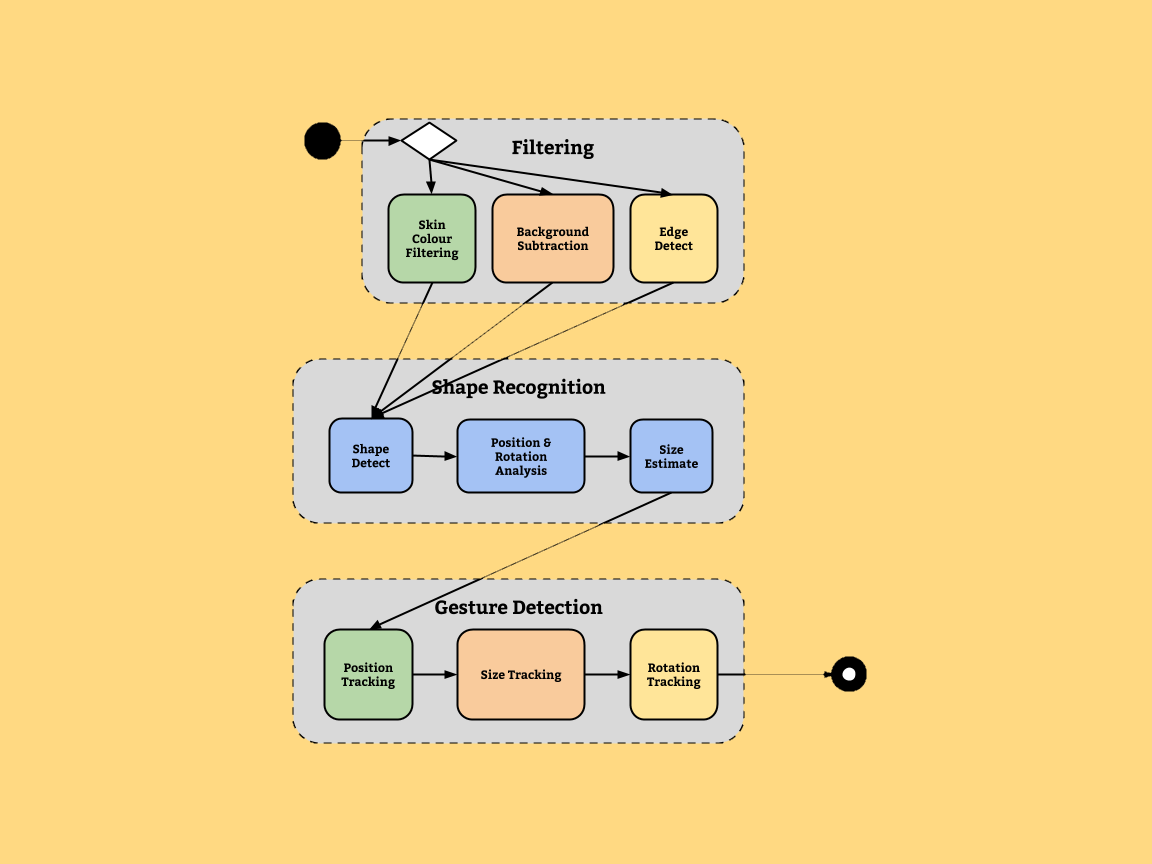 Filtering
Skin
Colour
Filtering
Background
Subtraction
Edge
Detect
Shape Recognition
Shape
Detect
Position &
Rotation
Analysis
Size
Estimate
Gesture Detection
Position
Tracking
Size Tracking
Rotation
Tracking